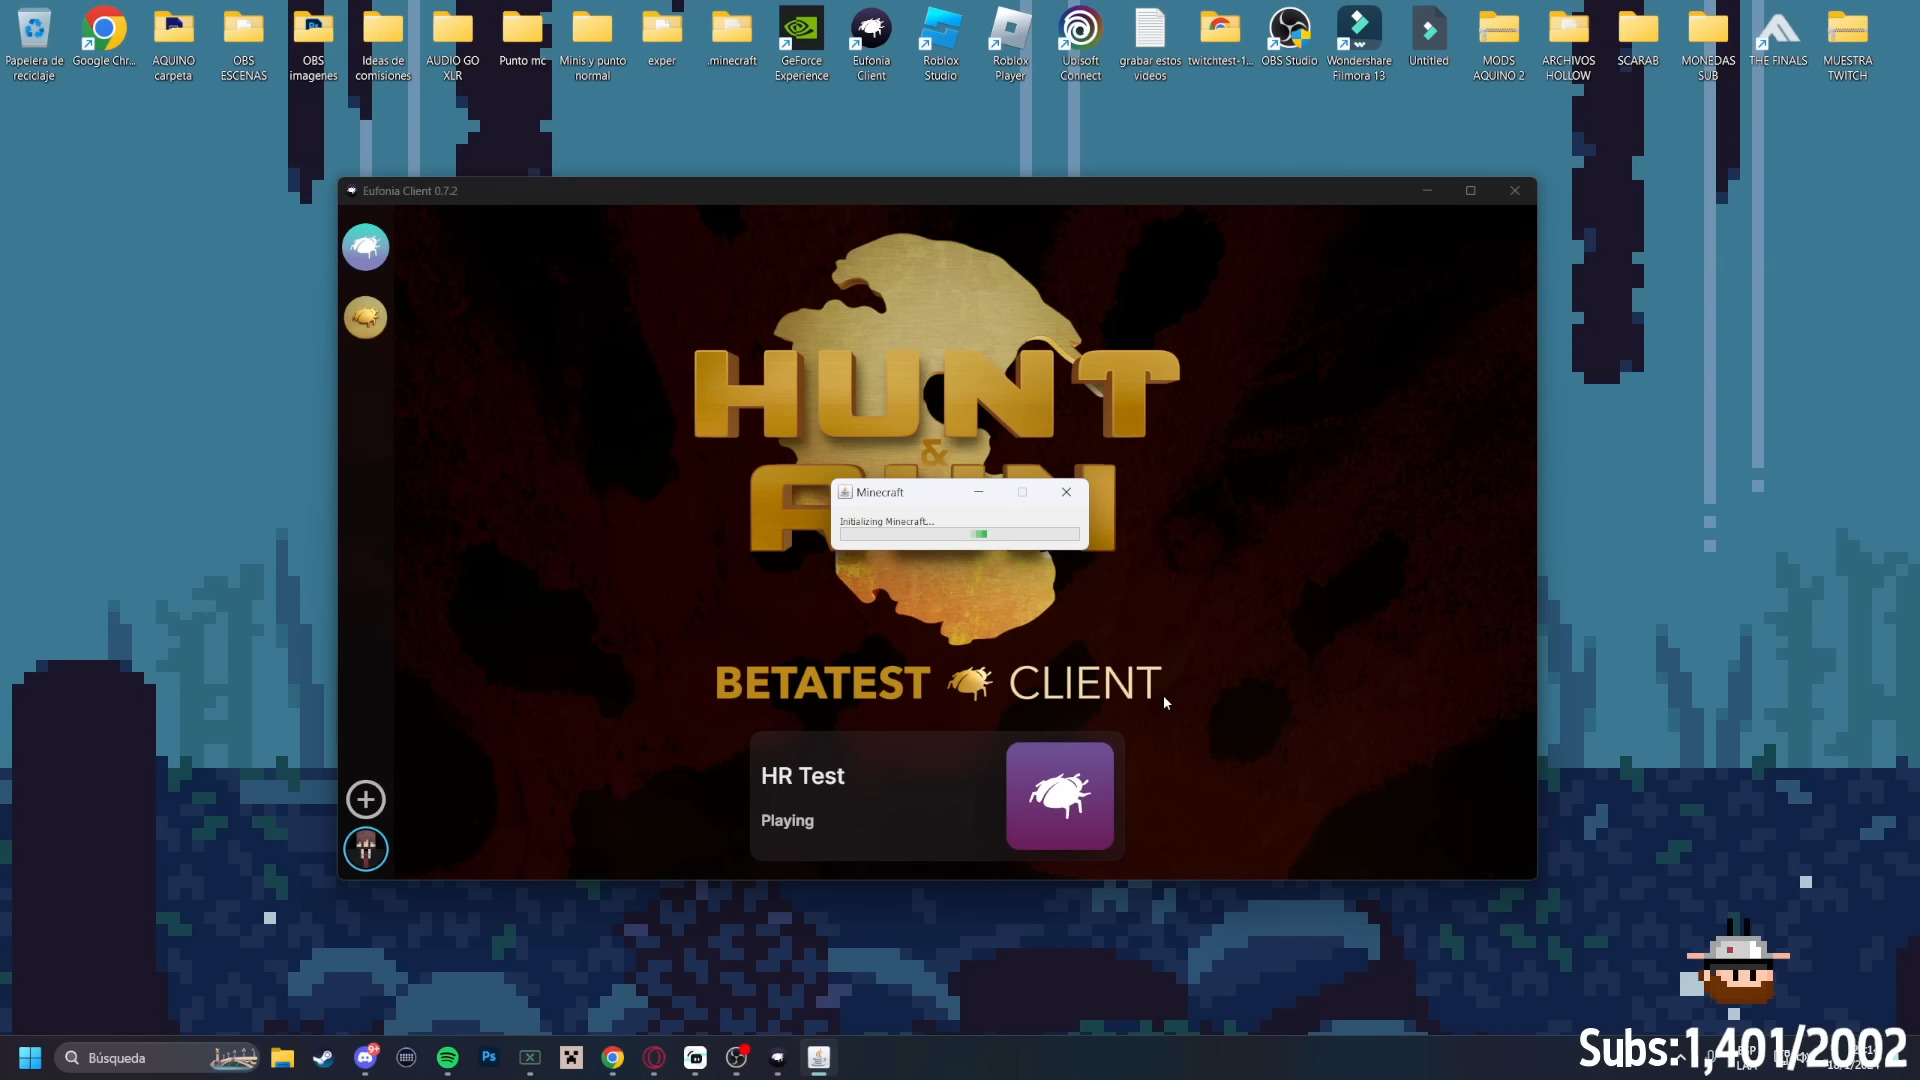 Papelera de reciclaje
Google Chr...
AQUINO carpeta
OBS ESCENAS
OBS imagenes
Ideas de comisiones
AUDIO GO XLR
Punto mc
Minis y punto normal
exper
.minecraft
GeForce Experience
Eufonia Client
Roblox Studio
Roblox Player
Ubisoft Connect
grabar estos videos
twitchtest-1...
OBS Studio
Wondershare Filmora 13
Untitled
MODS AQUINO 2
ARCHIVOS HOLLOW
SCARAB
MONEDAS SUB
THE FINALS
MUESTRA TWITCH
Eufonia Client 0.7.2
HUNT
&
Minecraft
Initializing Minecraft...
BETATEST CLIENT
HR Test
Playing
Subs:1,401/2002
Búsqueda
Ps
9+